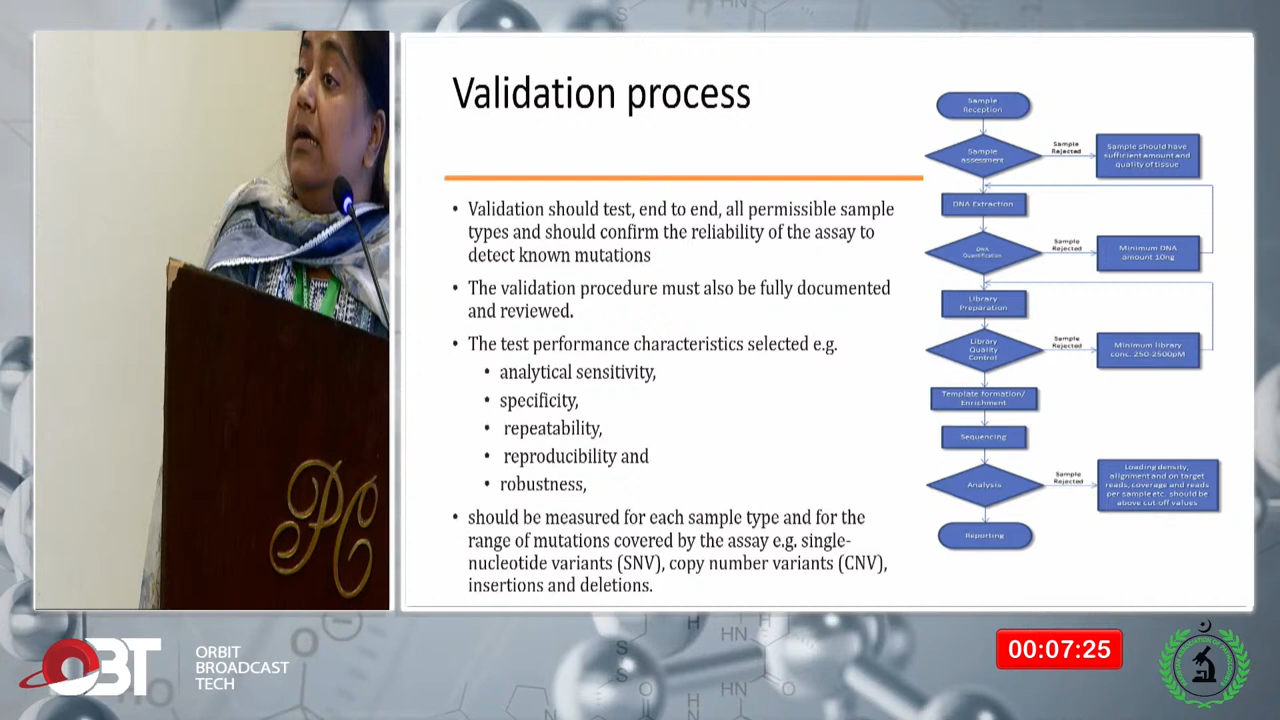 Validation process
• Validation should test, end to end, all permissible sample
types and should confirm the reliability of the assay to
detect known mutations
• The validation procedure must also be fully documented
and reviewed.
• The test performance characteristics selected e.g.
• analytical sensitivity,
• specificity,
• repeatability,
• reproducibility and
• robustness,
• should be measured for each sample type and for the
range of mutations covered by the assay e.g. single-
nucleotide variants (SNV), copy number variants (CNV),
insertions and deletions.
Sample
Reception
Sample
assessment
Sample
Rejected
Sample should have
sufficient amount and
quality of tissue
DNA Extraction
DNA
Quantification
Sample
Rejected
Minimum DNA
amount 10ng
Library
Preparation
Library
Quality
Control
Sample
Rejected
Minimum library
conc. 250-2500pM
Template formation/
Enrichment
Sequencing
Analysis
Sample
Rejected
Loading density,
alignment and on target
reads, coverage and reads
per sample etc. should be
above cut-off values
Reporting
PC
OBT
ORBIT
BROADCAST
TECH
00:07:25
S
HN
H
HN
S
S
O
H
HN
HN
O
O